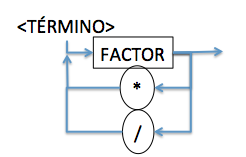 <TÉRMINO>
FACTOR
*
/